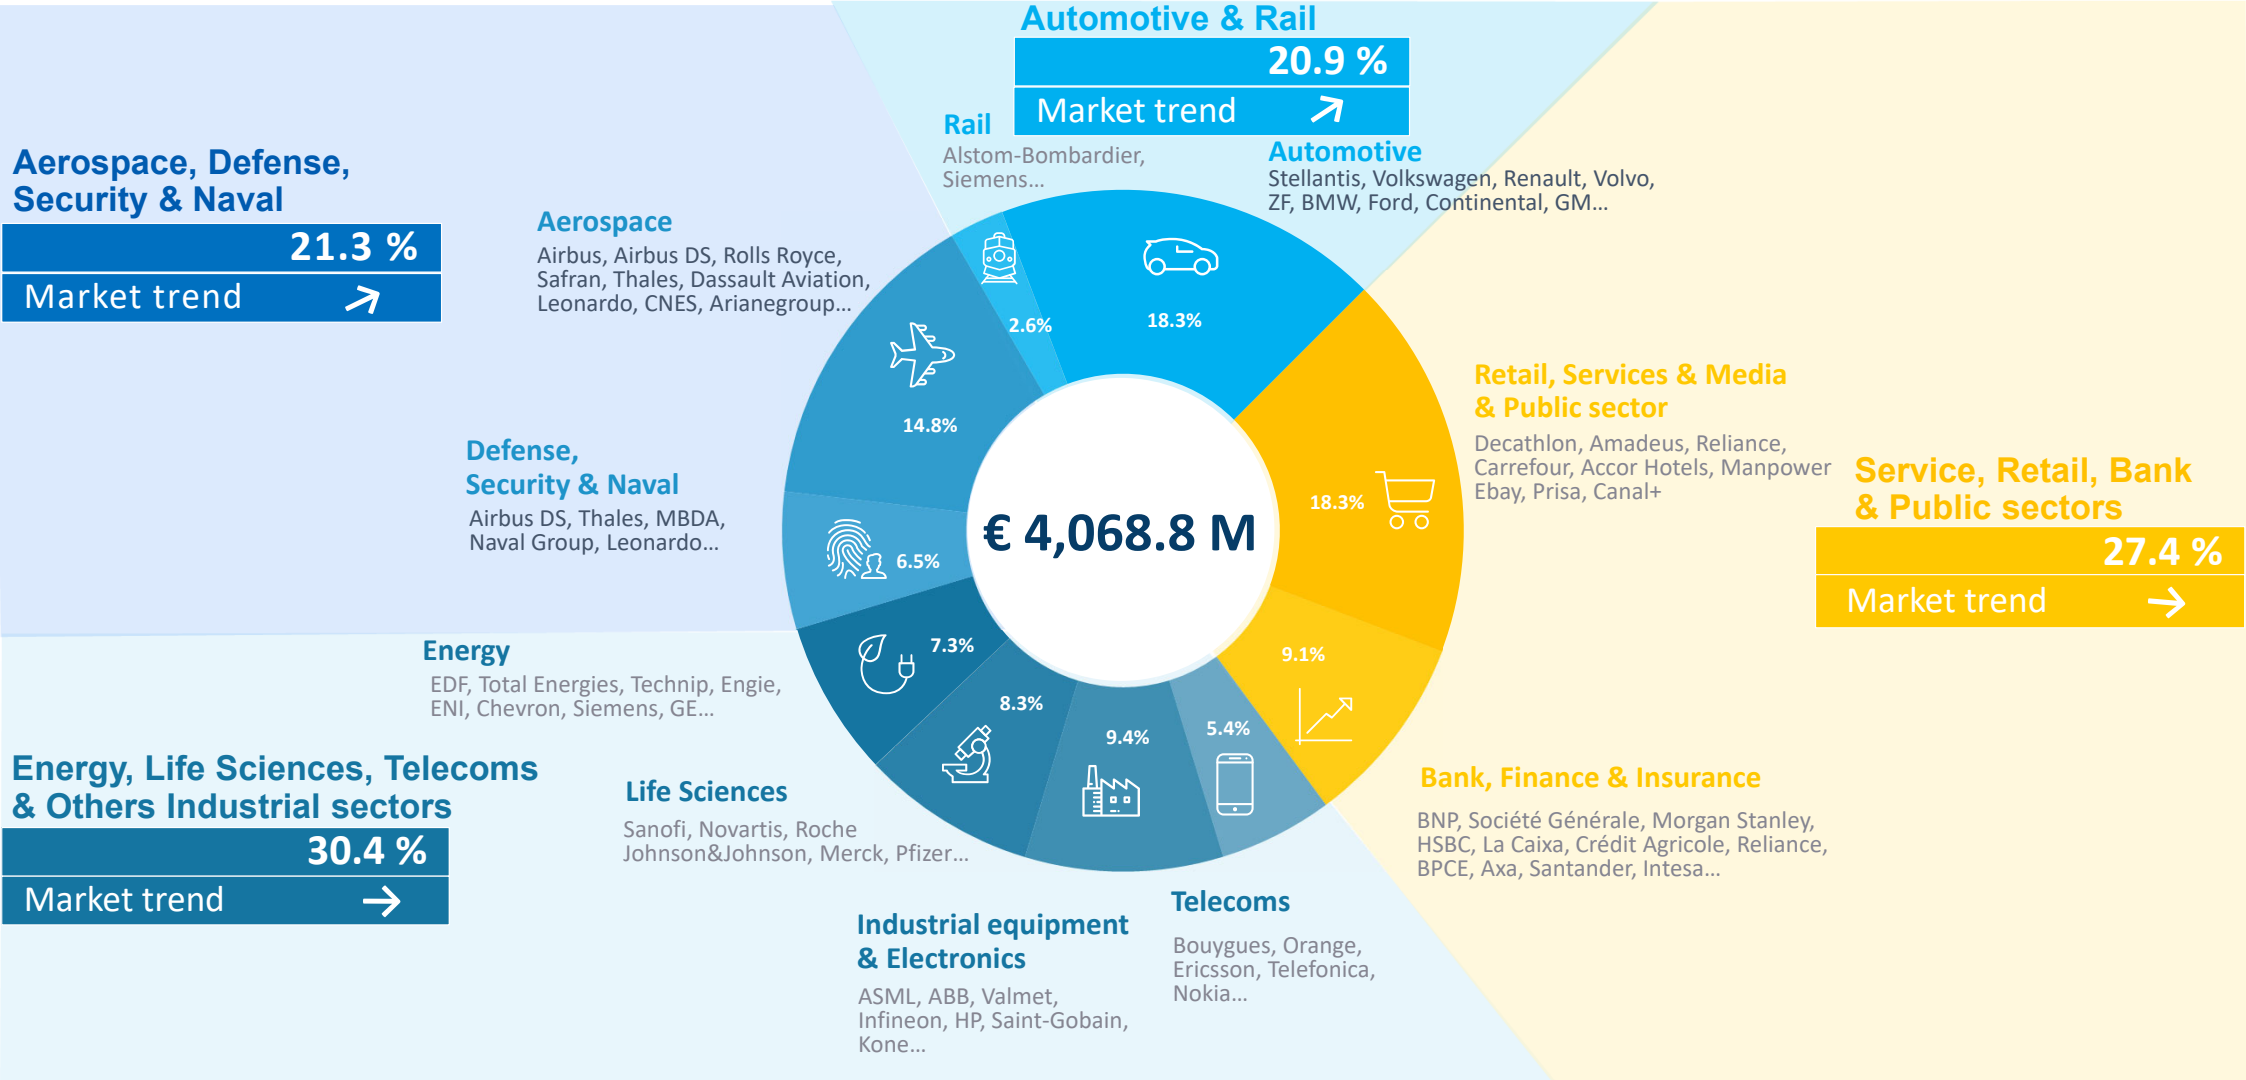 Automotive & Rail
20.9 %
Market trend
Rail
Alstom-Bombardier,
Siemens...
Automotive
Stellantis, Volkswagen, Renault, Volvo,
ZF, BMW, Ford, Continental, GM...
Aerospace, Defense,
Security & Naval
21.3 %
Market trend
Aerospace
Airbus, Airbus DS, Rolls Royce,
Safran, Thales, Dassault Aviation,
Leonardo, CNES, Arianegroup...
Defense,
Security & Naval
Airbus DS, Thales, MBDA,
Naval Group, Leonardo...
2.6%
18.3%
14.8%
6.5%
7.3%
8.3%
9.4%
5.4%
9.1%
18.3%
€ 4,068.8 M
Retail, Services & Media
& Public sector
Decathlon, Amadeus, Reliance,
Carrefour, Accor Hotels, Manpower
Ebay, Prisa, Canal+
Service, Retail, Bank
& Public sectors
27.4 %
Market trend
Energy
EDF, Total Energies, Technip, Engie,
ENI, Chevron, Siemens, GE...
Energy, Life Sciences, Telecoms
& Others Industrial sectors
30.4 %
Market trend
Life Sciences
Sanofi, Novartis, Roche
Johnson&Johnson, Merck, Pfizer...
Industrial equipment
& Electronics
ASML, ABB, Valmet,
Infineon, HP, Saint-Gobain,
Kone...
Telecoms
Bouygues, Orange,
Ericsson, Telefonica,
Nokia...
Bank, Finance & Insurance
BNP, Société Générale, Morgan Stanley,
HSBC, La Caixa, Crédit Agricole, Reliance,
BPCE, Axa, Santander, Intesa...